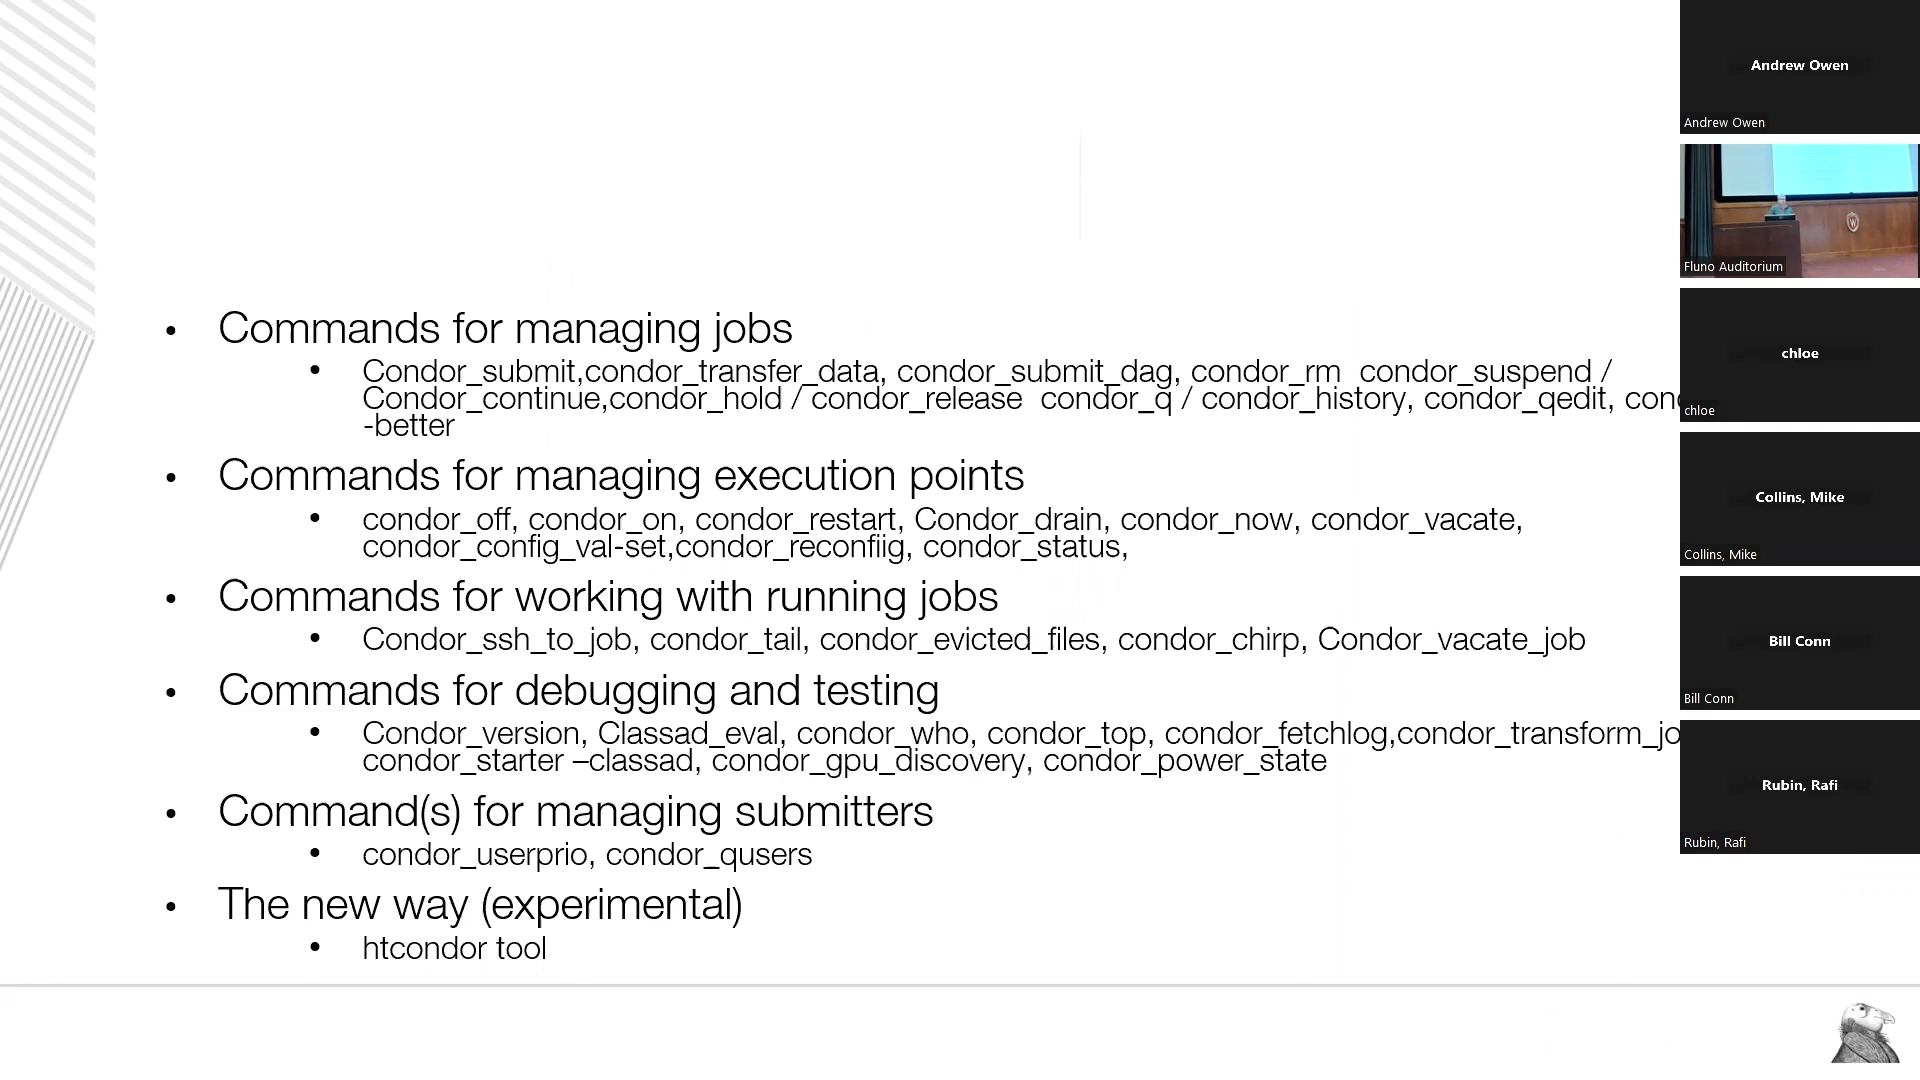 • Commands for managing jobs
• Condor_submit,condor_transfer_data, condor_submit_dag, condor_rm condor_suspend /
Condor_continue,condor_hold / condor_release condor_q / condor_history, condor_qedit,
-better
• Commands for managing execution points
• condor_off, condor_on, condor_restart, Condor_drain, condor_now, condor_vacate,
condor_config_val-set,condor_reconfiig, condor_status,
• Commands for working with running jobs
• Condor_ssh_to_job, condor_tail, condor_evicted_files, condor_chirp, Condor_vacate_job
• Commands for debugging and testing
• Condor_version, Classad_eval, condor_who, condor_top, condor_fetchlog,condor_transform_jo
condor_starter –classad, condor_gpu_discovery, condor_power_state
• Command(s) for managing submitters
• condor_userprio, condor_qusers
• The new way (experimental)
• htcondor tool
Andrew Owen
Andrew Owen
Fluno Auditorium
chloe
chloe
Collins, Mike
Collins, Mike
Bill Conn
Bill Conn
Rubin, Rafi
Rubin, Rafi